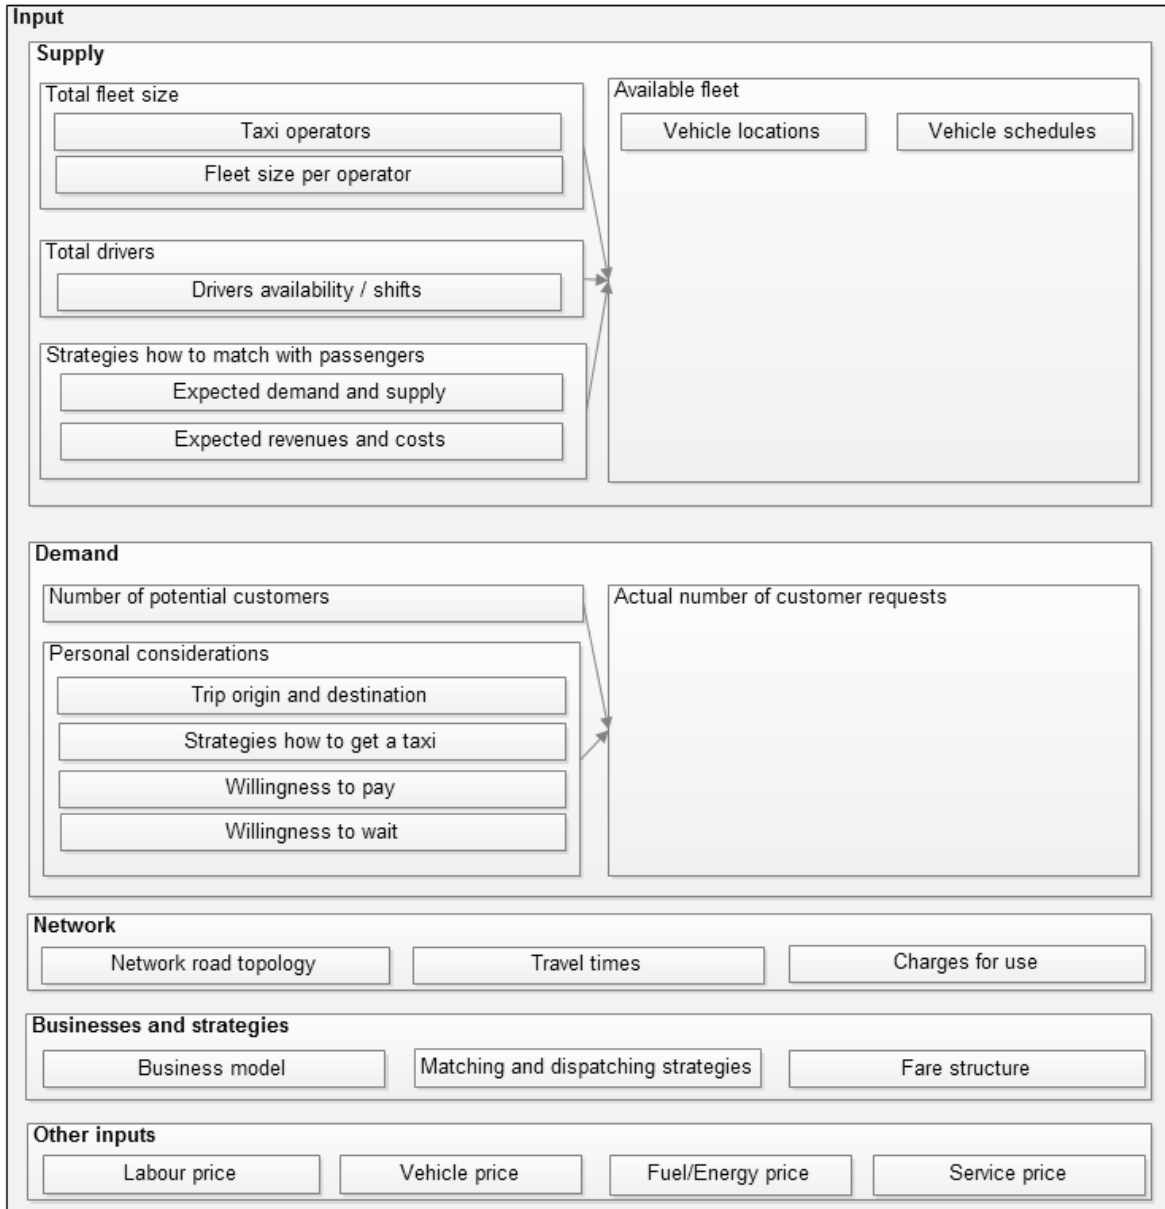 Input
Supply
Total fleet size
Taxi operators
Fleet size per operator
Total drivers
Drivers availability / shifts
Strategies how to match with passengers
Expected demand and supply
Expected revenues and costs
Available fleet
Vehicle locations
Vehicle schedules
Demand
Number of potential customers
Personal considerations
Trip origin and destination
Strategies how to get a taxi
Willingness to pay
Willingness to wait
Actual number of customer requests
Network
Network road topology
Travel times
Charges for use
Businesses and strategies
Business model
Matching and dispatching strategies
Fare structure
Other inputs
Labour price
Vehicle price
Fuel/Energy price
Service price